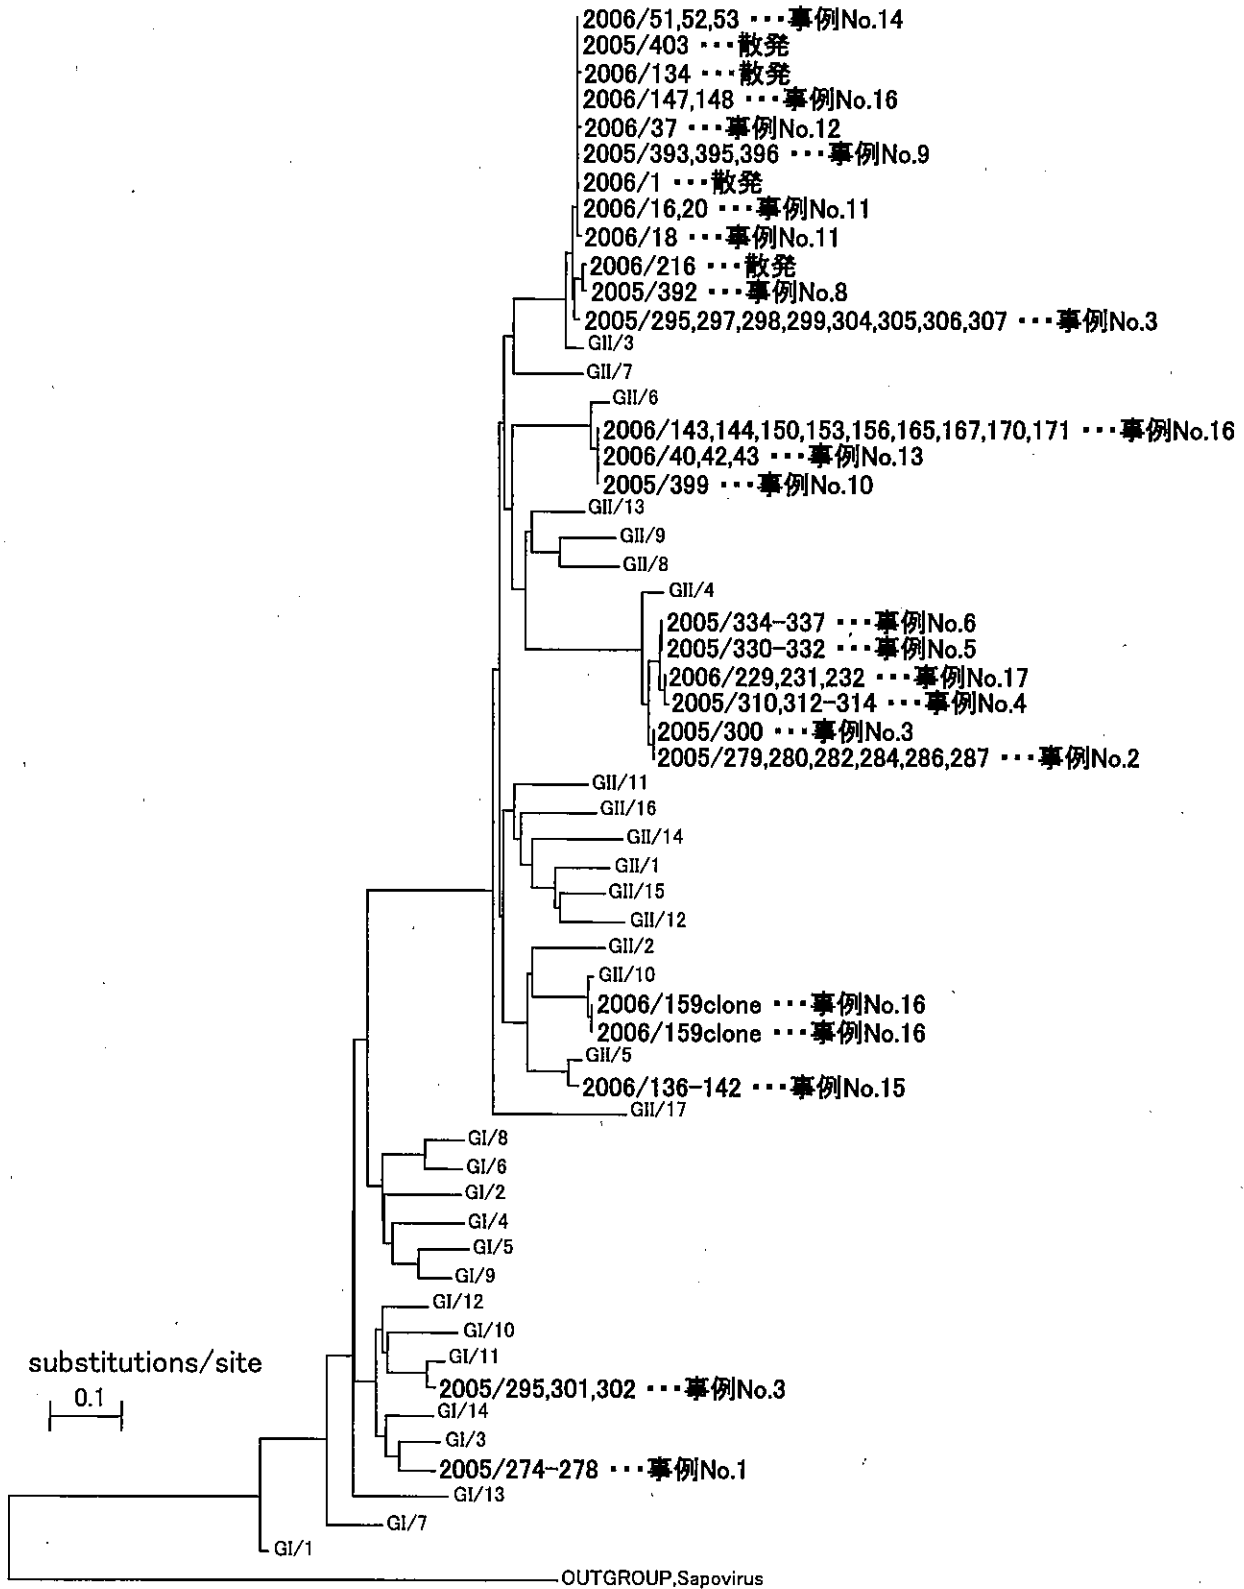 2006/51,52,53 ･･･事例No.14
2005/403 ･･･散発
2006/134 ･･･散発
2006/147,148 ･･･事例No.16
2006/37 ･･･事例No.12
2005/393,395,396 ･･･事例No.9
2006/1 ･･･散発
2006/16,20 ･･･事例No.11
2006/18 ･･･事例No.11
2006/216 ･･･散発
2005/392 ･･･事例No.8
2005/295,297,298,299,304,305,306,307 ･･･事例No.3
GII/3
GII/7
GII/6
2006/143,144,150,153,156,165,167,170,171 ･･･事例No.16
2006/40,42,43 ･･･事例No.13
2005/399 ･･･事例No.10
GII/13
GII/9
GII/8
GII/4
2005/334-337 ･･･事例No.6
2005/330-332 ･･･事例No.5
2006/229,231,232 ･･･事例No.17
2005/310,312-314 ･･･事例No.4
2005/300 ･･･事例No.3
2005/279,280,282,284,286,287 ･･･事例No.2
GII/11
GII/16
GII/14
GII/1
GII/15
GII/12
GII/2
GII/10
2006/159clone ･･･事例No.16
2006/159clone ･･･事例No.16
GII/5
2006/136-142 ･･･事例No.15
GII/17
GI/8
GI/6
GI/2
GI/4
GI/5
GI/9
GI/12
GI/10
GI/11
substitutions/site
0.1
2005/295,301,302 ･･･事例No.3
GI/14
GI/3
2005/274-278 ･･･事例No.1
GI/13
GI/7
GI/1
OUTGROUP,Sapovirus